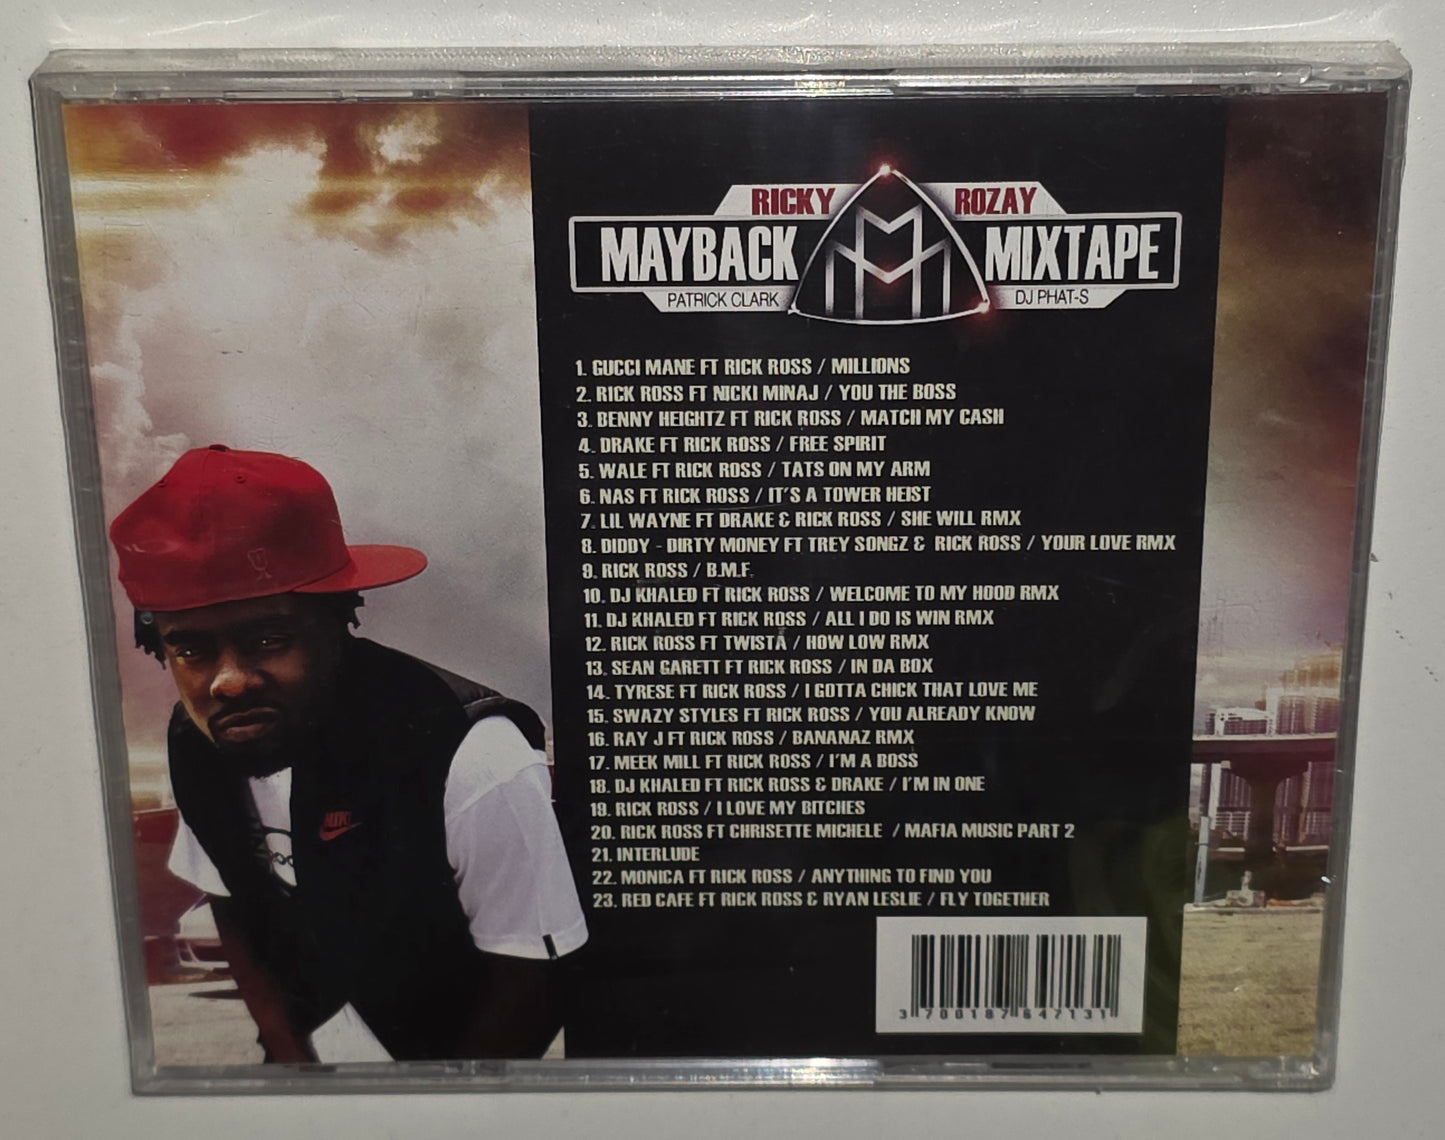 RICKY ROZAY
MAYBACK MIXTAPE
PATRICK CLARK DJ PHAT-S
1. GUCCI MANE FT RICK ROSS / MILLIONS
2. RICK ROSS FT NICKI MINAJ / YOU THE BOSS
3. BENNY HEIGHTZ FT RICK ROSS / MATCH MY CASH
4. DRAKE FT RICK ROSS / FREE SPIRIT
5. WALE FT RICK ROSS / TATS ON MY ARM
6. NAS FT RICK ROSS / IT'S A TOWER HEIST
7. LIL WAYNE FT DRAKE & RICK ROSS / SHE WILL RMX
8. DIDDY - DIRTY MONEY FT TREY SONGZ & RICK ROSS / YOUR LOVE RMX
9. RICK ROSS / B.M.F.
10. DJ KHALED FT RICK ROSS / WELCOME TO MY HOOD RMX
11. DJ KHALED FT RICK ROSS / ALL I DO IS WIN RMX
12. RICK ROSS FT TWISTA / HOW LOW RMX
13. SEAN GARETT FT RICK ROSS / IN DA BOX
14. TYRESE FT RICK ROSS / I GOTTA CHICK THAT LOVE ME
15. SWAZY STYLES FT RICK ROSS / YOU ALREADY KNOW
16. RAY J FT RICK ROSS / BANANAZ RMX
17. MEEK MILL FT RICK ROSS / I'M A BOSS
18. DJ KHALED FT RICK ROSS & DRAKE / I'M IN ONE
19. RICK ROSS / I LOVE MY BITCHES
20. RICK ROSS FT CHRISETTE MICHELE / MAFIA MUSIC PART 2
21. INTERLUDE
22. MONICA FT RICK ROSS / ANYTHING TO FIND YOU
23. RED CAFE FT RICK ROSS & RYAN LESLIE / FLY TOGETHER
NIKE
3 700187 647131